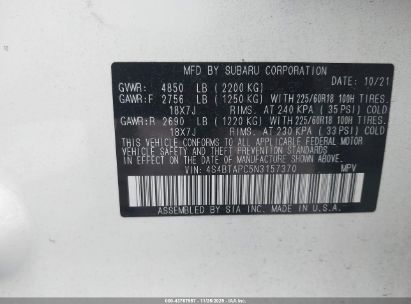 MFD. BY SUBARU CORPORATION
DATE: 10/21
GVWR: 4850 LB (2200 KG)
GAWR:F 2756 LB (1250 KG) WITH 225/60R18 100H TIRES.
18X7J RIMS. AT 240 KPA (35 PSI) COLD
GAWR:R 2690 LB (1220 KG) WITH 225/60R18 100H TIRES.
18X7J RIMS. AT 230 KPA (33 PSI) COLD
THIS VEHICLE CONFORMS TO ALL APPLICABLE FEDERAL MOTOR
VEHICLE SAFETY STANDARDS IN EFFECT ON THE DATE
OF MANUFACTURE SHOWN ABOVE.
VIN: 4S4BTAPC5N3157370 MPV
ASSEMBLED BY SIA INC. MADE IN U.S.A.